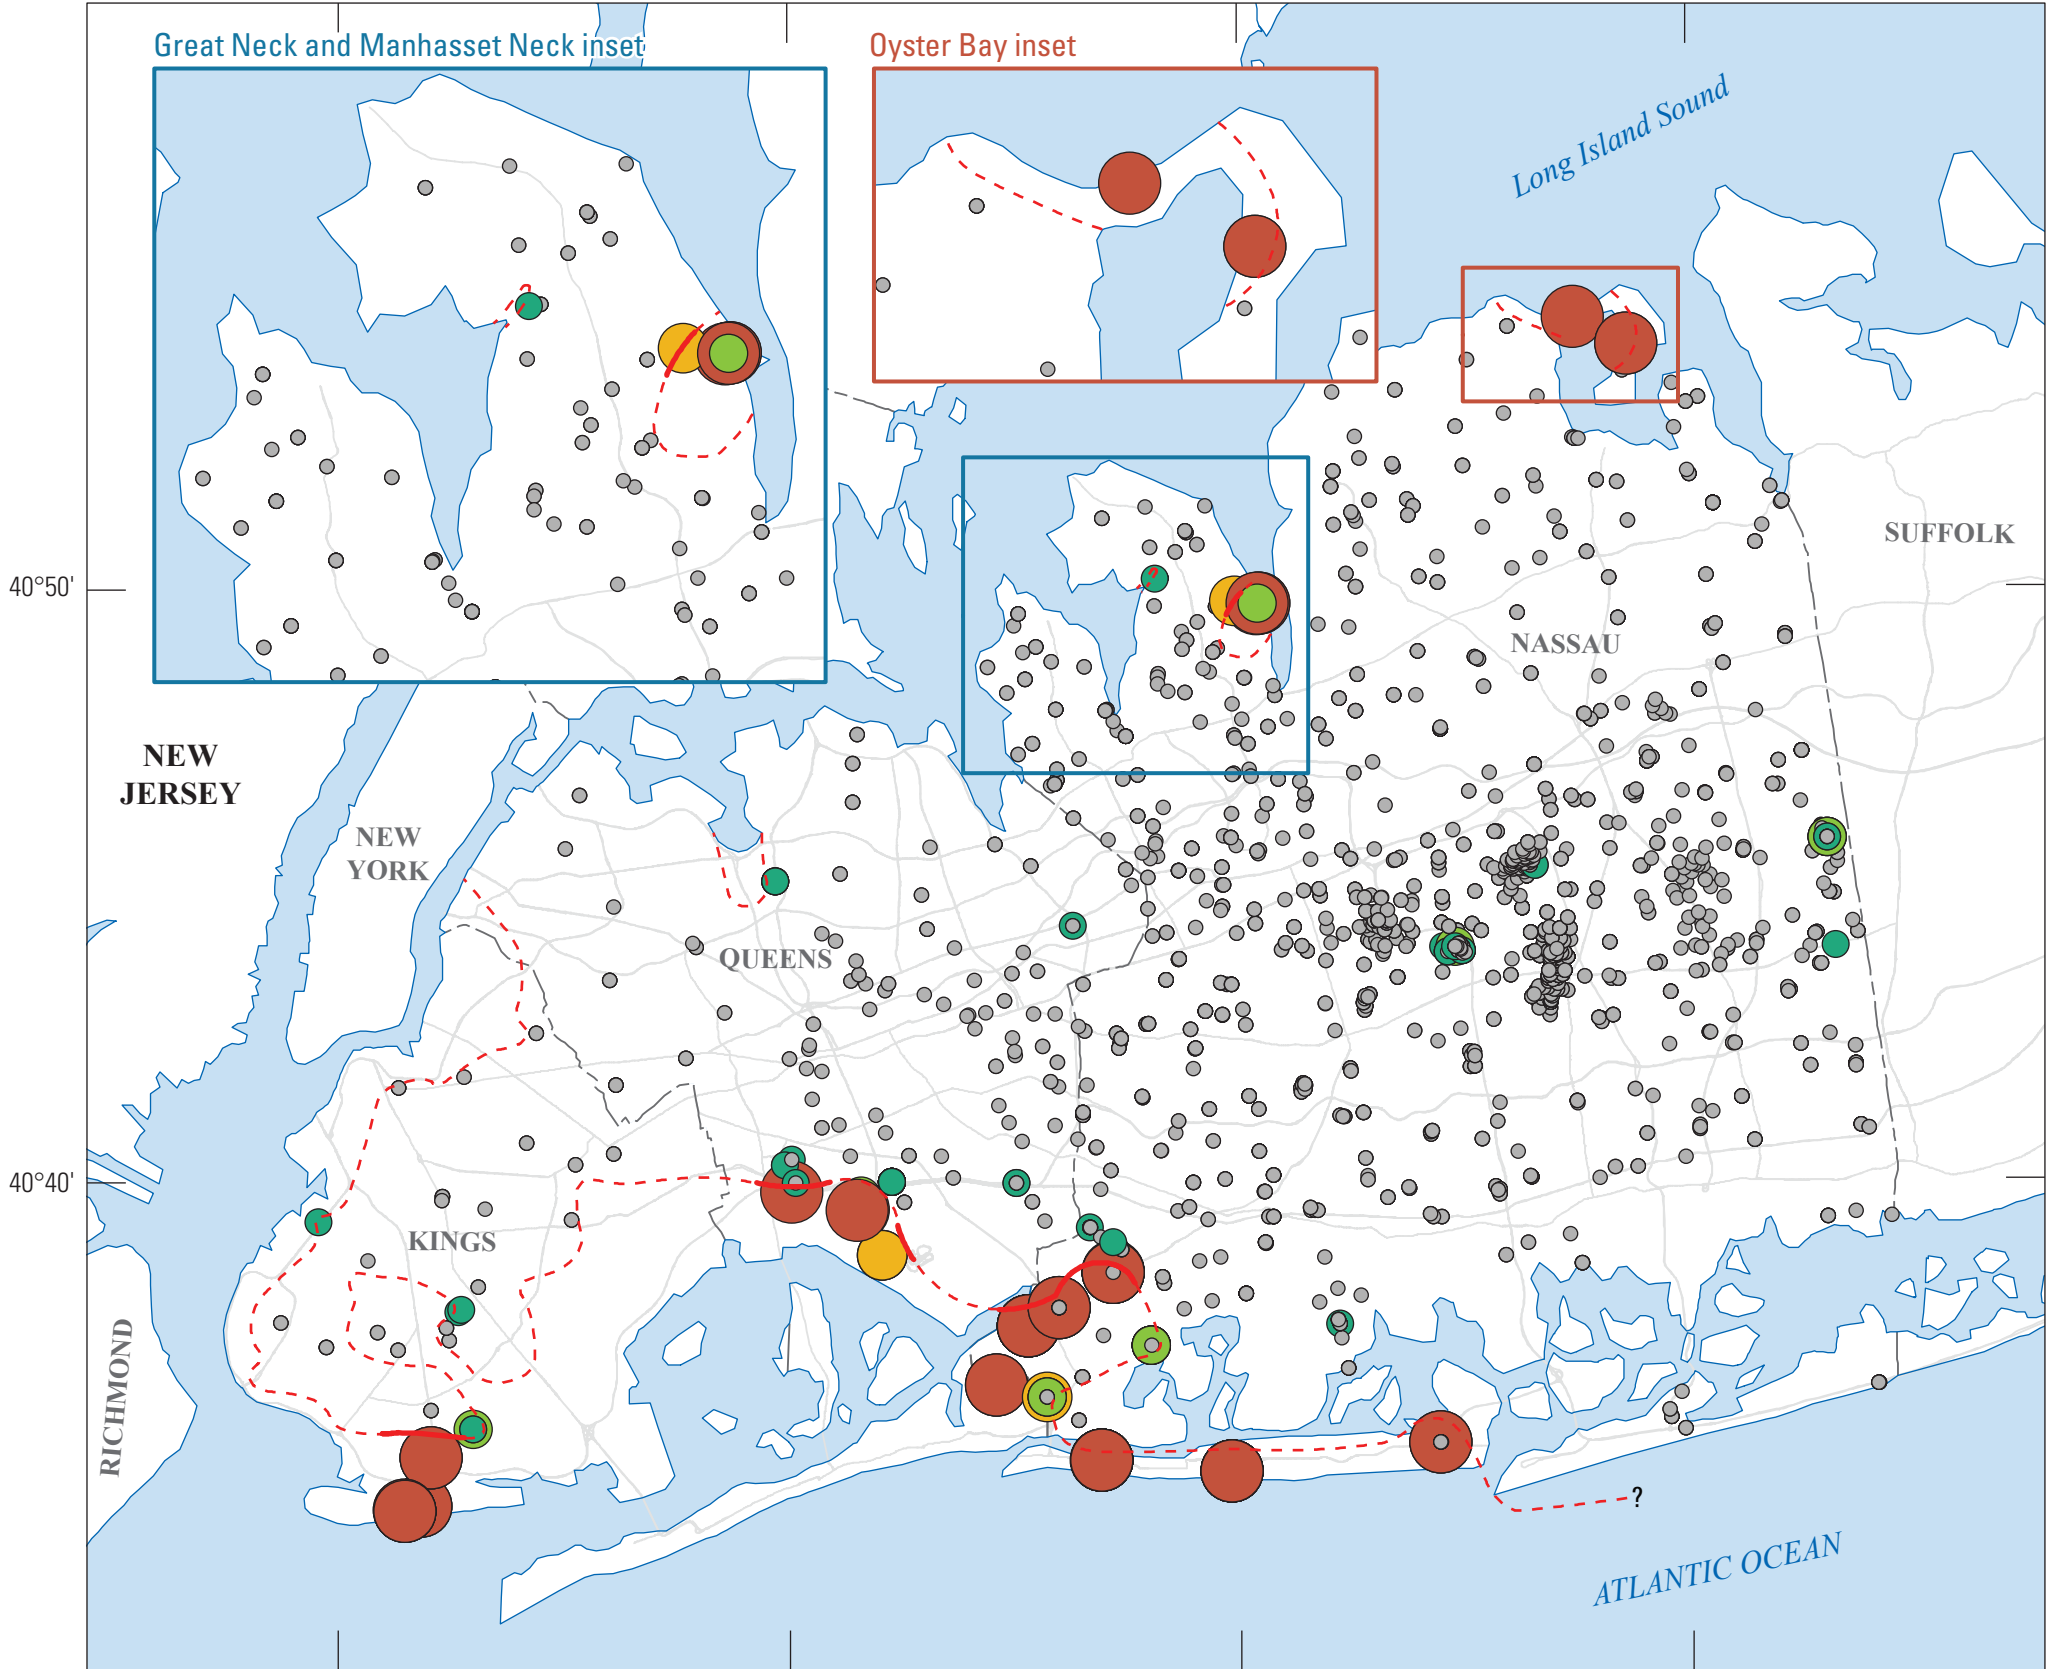 Great Neck and Manhasset Neck inset
Oyster Bay inset
Long Island Sound
SUFFOLK
40°50'
NASSAU
NEW
JERSEY
NEW
YORK
QUEENS
40°40'
KINGS
RICHMOND
?
ATLANTIC OCEAN